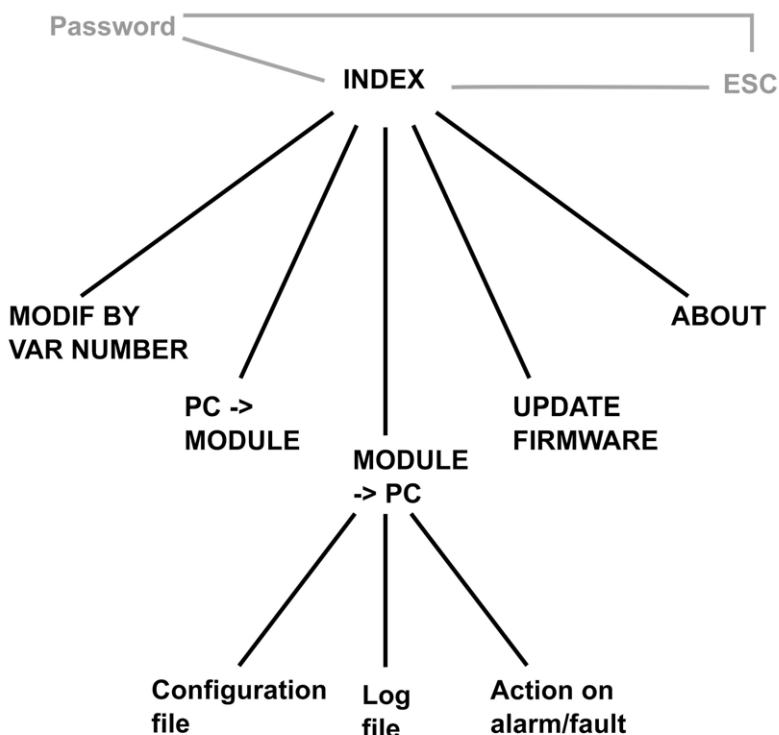 Password
INDEX
ESC
MODIF BY
VAR NUMBER
ABOUT
PC ->
MODULE
UPDATE
FIRMWARE
MODULE
-> PC
Configuration
file
Log
file
Action on
alarm/fault